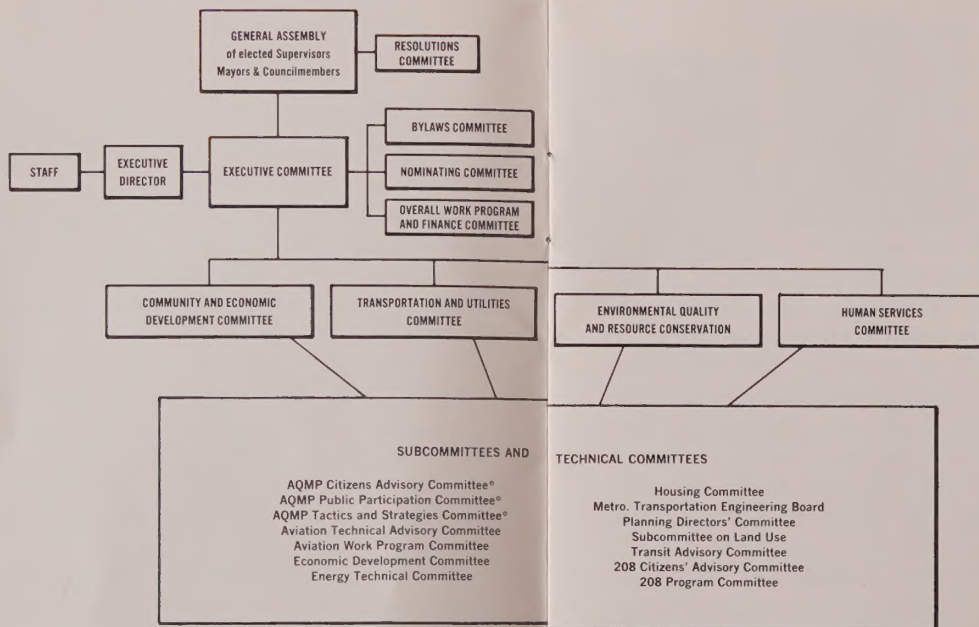 GENERAL ASSEMBLY
of elected Supervisors
Mayors & Councilmembers
RESOLUTIONS
COMMITTEE
BYLAWS COMMITTEE
STAFF
EXECUTIVE
DIRECTOR
EXECUTIVE COMMITTEE
NOMINATING COMMITTEE
OVERALL WORK PROGRAM
AND FINANCE COMMITTEE
COMMUNITY AND ECONOMIC
DEVELOPMENT COMMITTEE
TRANSPORTATION AND UTILITIES
COMMITTEE
ENVIRONMENTAL QUALITY
AND RESOURCE CONSERVATION
HUMAN SERVICES
COMMITTEE
SUBCOMMITTEES AND TECHNICAL COMMITTEES
AQMP Citizens Advisory Committee*
AQMP Public Participation Committee*
AQMP Tactics and Strategies Committee*
Aviation Technical Advisory Committee
Aviation Work Program Committee
Economic Development Committee
Energy Technical Committee
Housing Committee
Metro. Transportation Engineering Board
Planning Directors' Committee
Subcommittee on Land Use
Transit Advisory Committee
208 Citizens' Advisory Committee
208 Program Committee